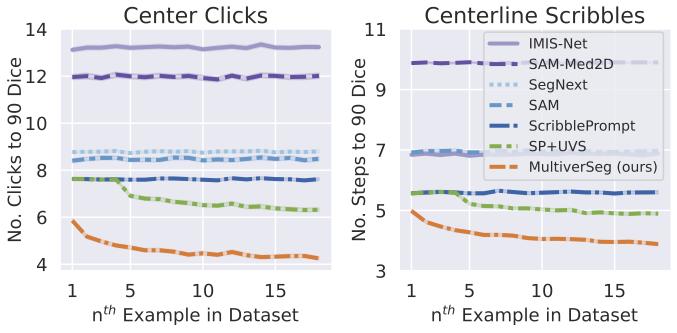 Center Clicks
No. Clicks to 90 Dice
14
12
10
8
6
4
1
5
10
15
nth Example in Dataset
Centerline Scribbles
No. Steps to 90 Dice
11
9
7
5
3
1
5
10
15
nth Example in Dataset
IMIS-Net
SAM-Med2D
SegNext
SAM
ScribblePrompt
SP+UVS
MultiverSeg (ours)